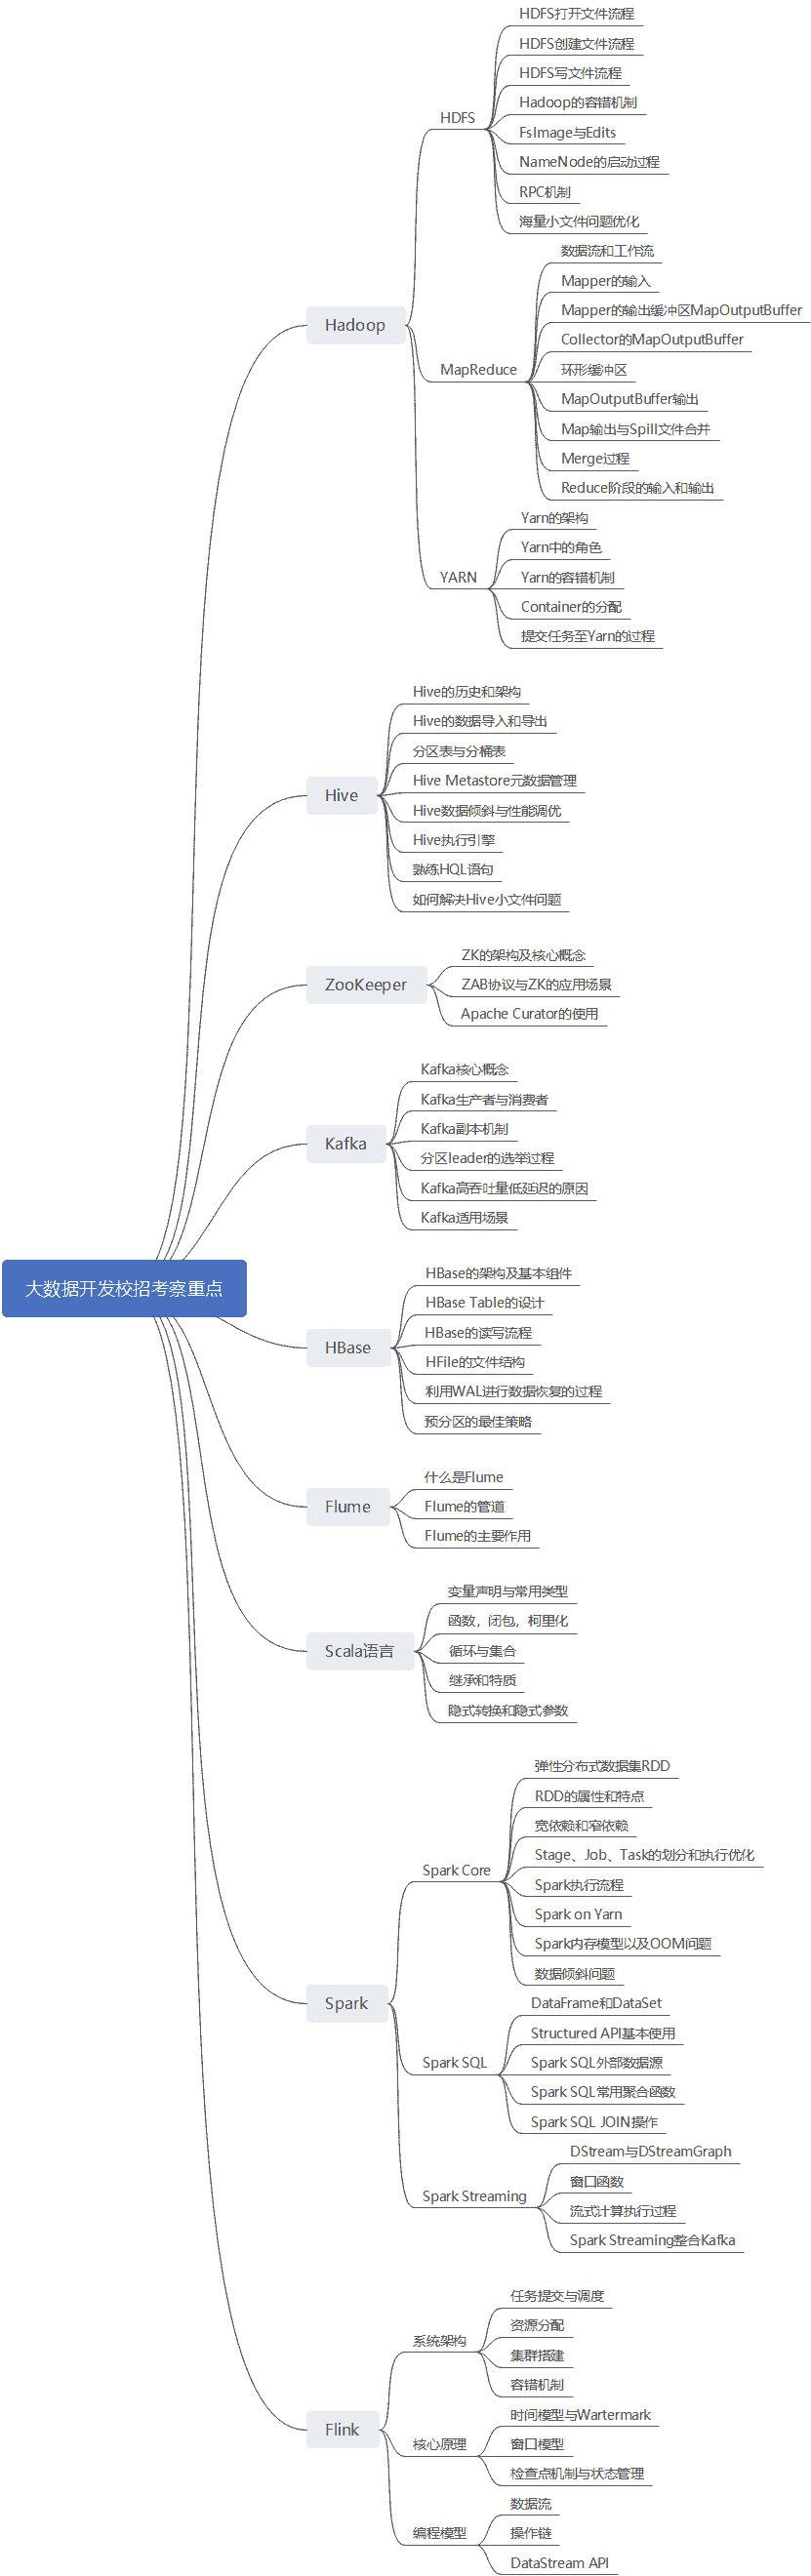 大数据开发校招考察重点
Hadoop
HDFS
HDFS打开文件流程
HDFS创建文件流程
HDFS写文件流程
Hadoop的容错机制
FsImage与Edits
NameNode的启动过程
RPC机制
海量小文件问题优化
MapReduce
数据流和工作流
Mapper的输入
Mapper的输出缓冲区MapOutputBuffer
Collector的MapOutputBuffer
环形缓冲区
MapOutputBuffer输出
Map输出与Spill文件合并
Merge过程
Reduce阶段的输入和输出
YARN
Yarn的架构
Yarn中的角色
Yarn的容错机制
Container的分配
提交任务至Yarn的过程
Hive
Hive的历史和架构
Hive的数据导入和导出
分区表与分桶表
Hive Metastore元数据管理
Hive数据倾斜与性能调优
Hive执行引擎
熟练HQL语句
如何解决Hive小文件问题
ZooKeeper
ZK的架构及核心概念
ZAB协议与ZK的应用场景
Apache Curator的使用
Kafka
Kafka核心概念
Kafka生产者与消费者
Kafka副本机制
分区leader的选举过程
Kafka高吞吐量低延迟的原因
Kafka适用场景
HBase
HBase的架构及基本组件
HBase Table的设计
HBase的读写流程
HFile的文件结构
利用WAL进行数据恢复的过程
预分区的最佳策略
Flume
什么是Flume
Flume的管道
Flume的主要作用
Scala语言
变量声明与常用类型
函数，闭包，柯里化
循环与集合
继承和特质
隐式转换和隐式参数
Spark
Spark Core
弹性分布式数据集RDD
RDD的属性和特点
宽依赖和窄依赖
Stage、Job、Task的划分和执行优化
Spark执行流程
Spark on Yarn
Spark内存模型以及OOM问题
数据倾斜问题
Spark SQL
DataFrame和DataSet
Structured API基本使用
Spark SQL外部数据源
Spark SQL常用聚合函数
Spark SQL JOIN操作
Spark Streaming
DStream与DStreamGraph
窗口函数
流式计算执行过程
Spark Streaming整合Kafka
Flink
系统架构
任务提交与调度
资源分配
集群搭建
容错机制
核心原理
时间模型与Wartermark
窗口模型
检查点机制与状态管理
编程模型
数据流
操作链
DataStream API